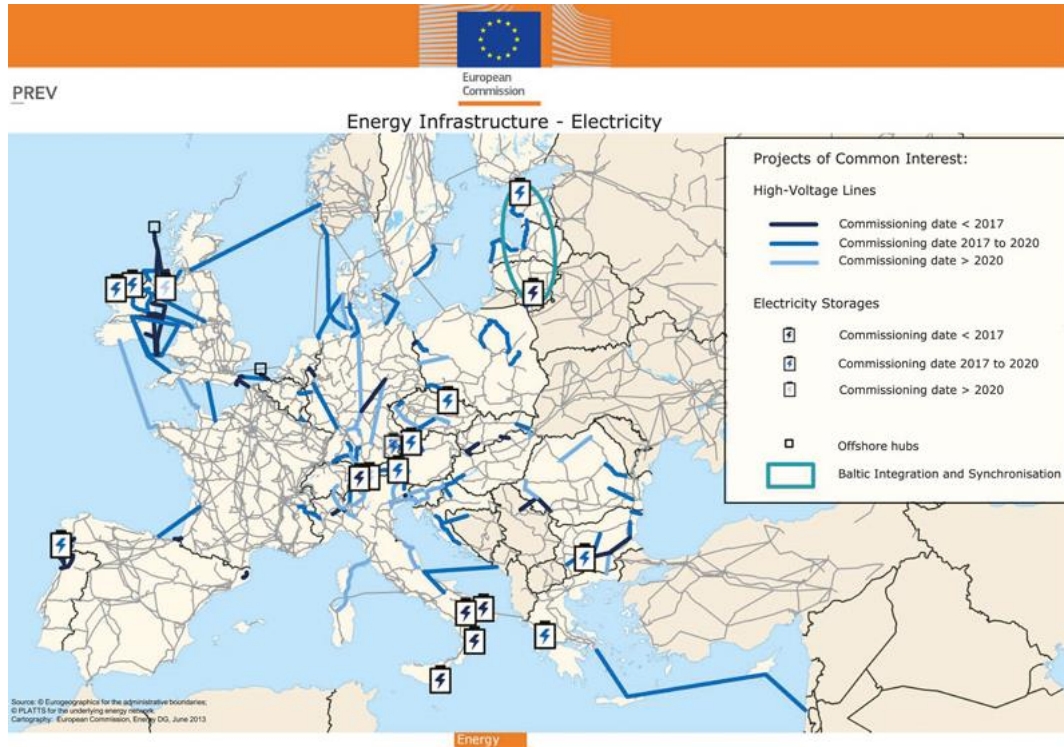 European
Commission
PREV
Energy Infrastructure - Electricity
Projects of Common Interest:
High-Voltage Lines
Commissioning date < 2017
Commissioning date 2017 to 2020
Commissioning date > 2020
Electricity Storages
Commissioning date < 2017
Commissioning date 2017 to 2020
Commissioning date > 2020
Offshore hubs
Baltic Integration and Synchronisation
Source: © Eurogeographics for the administrative boundaries;
© PLATTS for the underlying energy network.
Cartography: European Commission, Energy DG, June 2013
Energy